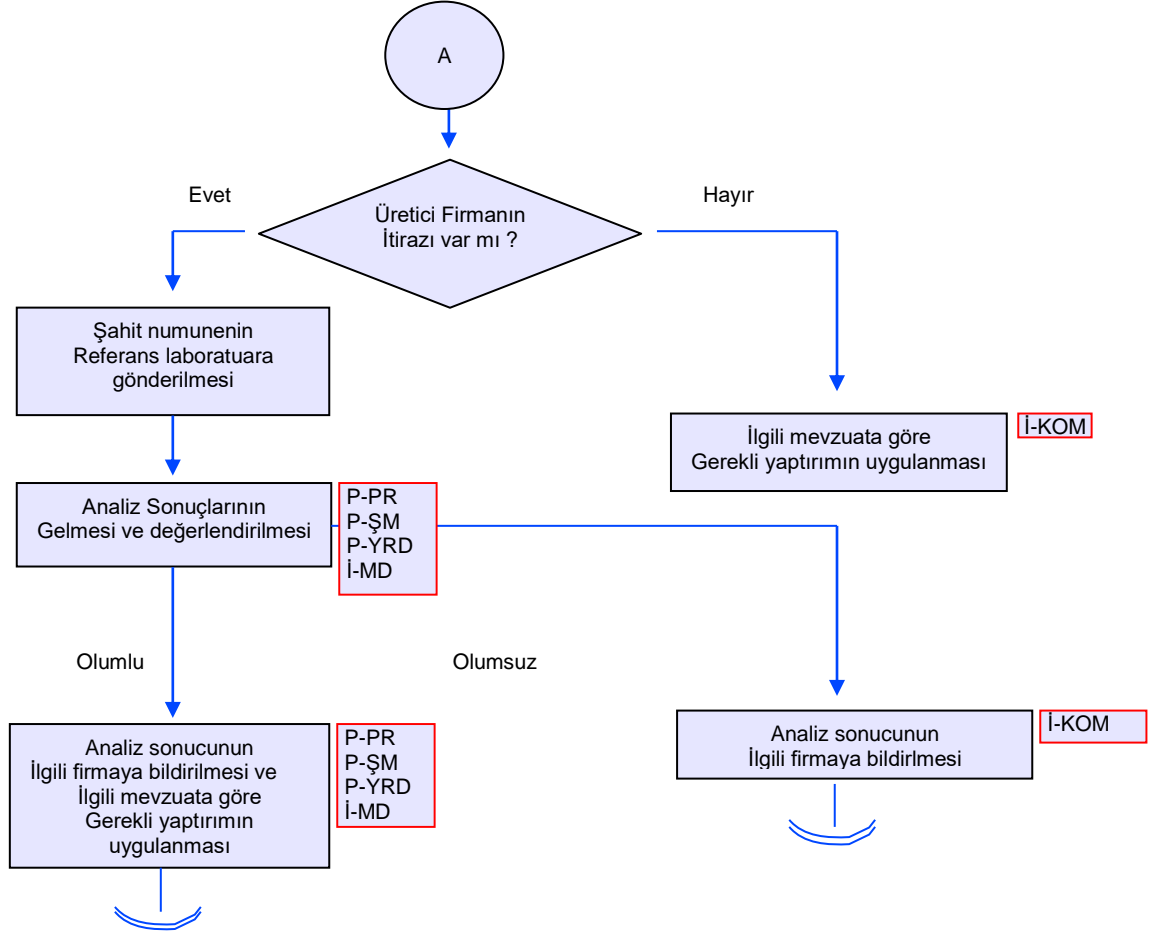 A
Evet
Hayır
Üretici Firmanın
İtirazı var mı ?
Şahit numunenin
Referans laboratuara
gönderilmesi
İlgili mevzuata göre
Gerekli yaptırımın uygulanması
İ-KOM
Analiz Sonuçlarının
Gelmesi ve değerlendirilmesi
P-PR
P-ŞM
P-YRD
İ-MD
Olumlu
Olumsuz
Analiz sonucunun
İlgili firmaya bildirilmesi ve
İlgili mevzuata göre
Gerekli yaptırımın
uygulanması
P-PR
P-ŞM
P-YRD
İ-MD
Analiz sonucunun
İlgili firmaya bildirlmesi
İ-KOM